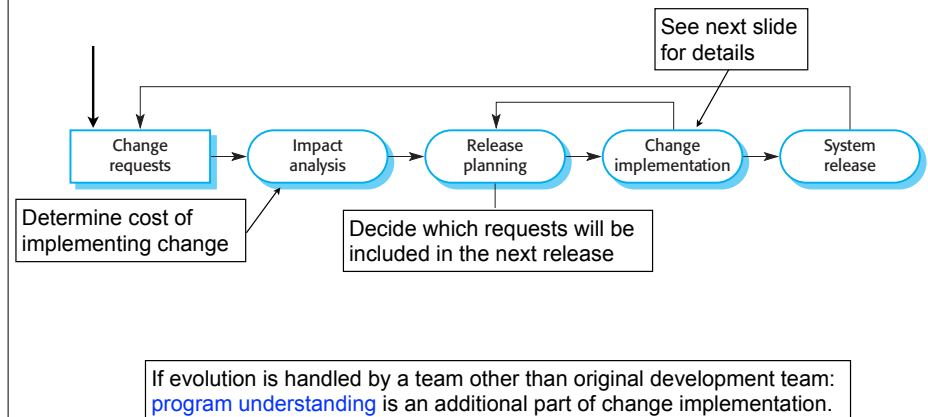 See next slide
for details
Change
requests
Impact
analysis
Release
planning
Change
implementation
System
release
Determine cost of
implementing change
Decide which requests will be
included in the next release
If evolution is handled by a team other than original development team:
program understanding is an additional part of change implementation.